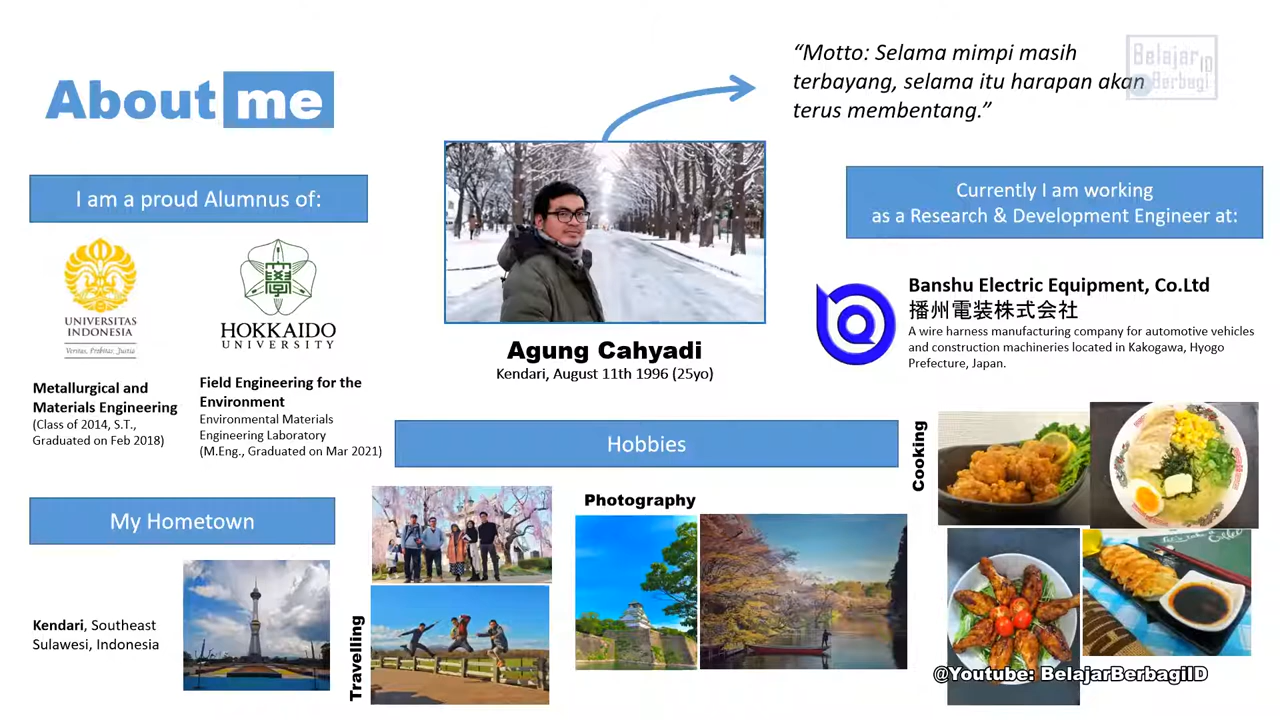 About me
“Motto: Selama mimpi masih
terbayang, selama itu harapan akan
terus membentang.”
Belajar
ID
Berbagi
I am a proud Alumnus of:
UNIVERSITAS
INDONESIA
Veritas, Probitas, Justia
HOKKAIDO
UNIVERSITY
Metallurgical and
Materials Engineering
(Class of 2014, S.T.,
Graduated on Feb 2018)
Field Engineering for the
Environment
Environmental Materials
Engineering Laboratory
(M.Eng., Graduated on Mar 2021)
Agung Cahyadi
Kendari, August 11th 1996 (25yo)
Currently I am working
as a Research & Development Engineer at:
Banshu Electric Equipment, Co.Ltd
播州電装株式会社
A wire harness manufacturing company for automotive vehicles
and construction machineries located in Kakogawa, Hyogo
Prefecture, Japan.
My Hometown
Kendari, Southeast
Sulawesi, Indonesia
Hobbies
Travelling
Photography
Cooking
@Youtube: BelajarBerbagiID